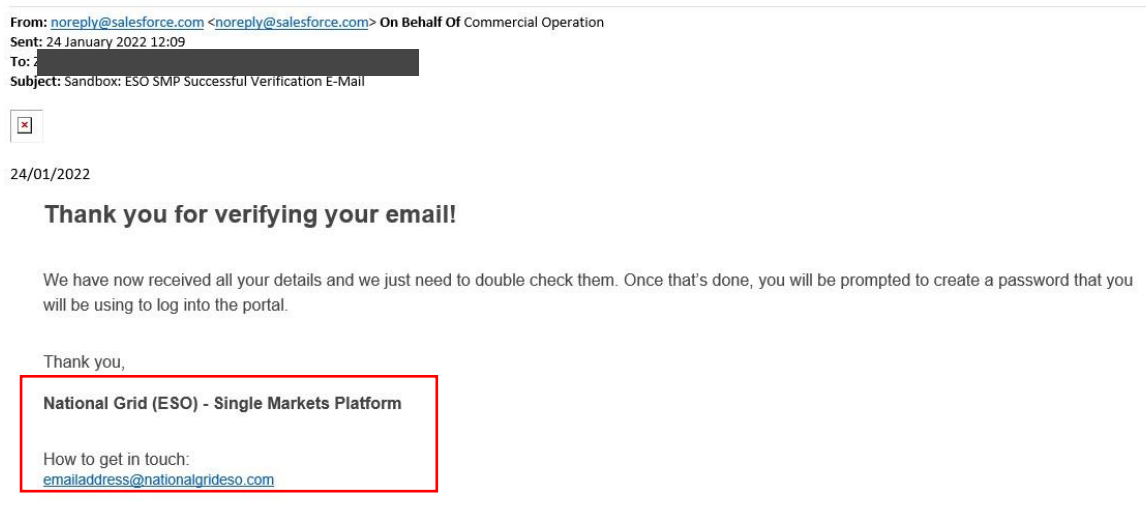 From: noreply@salesforce.com <noreply@salesforce.com> On Behalf Of Commercial Operation
Sent: 24 January 2022 12:09
To:
Subject: Sandbox: ESO SMP Successful Verification E-Mail
24/01/2022
Thank you for verifying your email!
We have now received all your details and we just need to double check them. Once that's done, you will be prompted to create a password that you
will be using to log into the portal.
Thank you,
National Grid (ESO) - Single Markets Platform
How to get in touch:
emailaddress@nationalgrideso.com